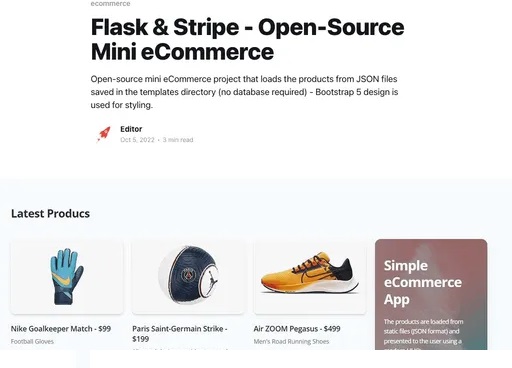 ecommerce
Flask & Stripe - Open-Source
Mini eCommerce
Open-source mini eCommerce project that loads the products from JSON files
saved in the templates directory (no database required) - Bootstrap 5 design is
used for styling.
Editor
Oct 5, 2022 • 3 min read
Latest Producs
Nike Goalkeeper Match - $99
Football Gloves
Paris Saint-Germain Strike -
$199
Air ZOOM Pegasus - $499
Men's Road Running Shoes
Simple
eCommerce
App
The products are loaded from
static files (JSON format) and
presented to the user using a